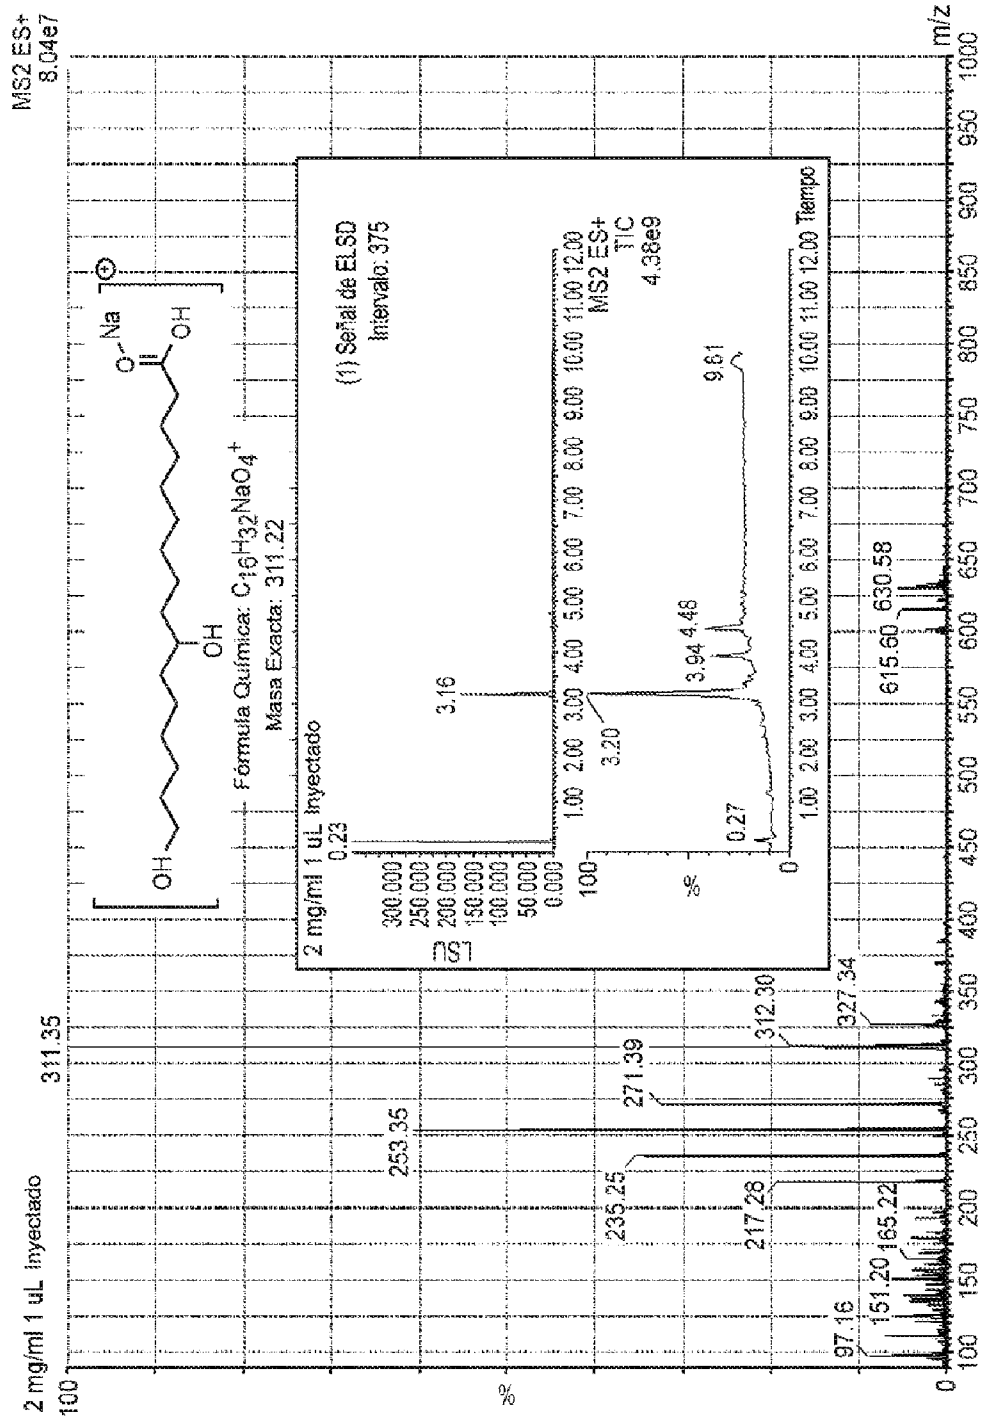 2 mg/ml 1 uL Inyectado
MS2 ES+
8.04e7
311.35
100
%
0
OH
OH
O
Na
OH
+
Fórmula Química: C16H32NaO4+
Masa Exacta: 311.22
253.35
271.39
235.25
217.28
312.30
327.34
97.16
151.20
165.22
615.60
630.58
100 150 200 250 300 350 400 450 500 550 600 650 700 750 800 850 900 950 1000
m/z
2 mg/ml 1 uL Inyectado
(1) Señal de ELSD
Intervalo: 375
0.23
3.16
LSU
300.000
250.000
200.000
150.000
100.000
50.000
0.000
1.00 2.00 3.00 4.00 5.00 6.00 7.00 8.00 9.00 10.00 11.00 12.00
MS2 ES+
TIC
4.38e9
100
%
0
0.27
3.20
3.94
4.48
9.61
1.00 2.00 3.00 4.00 5.00 6.00 7.00 8.00 9.00 10.00 11.00 12.00 Tiempo